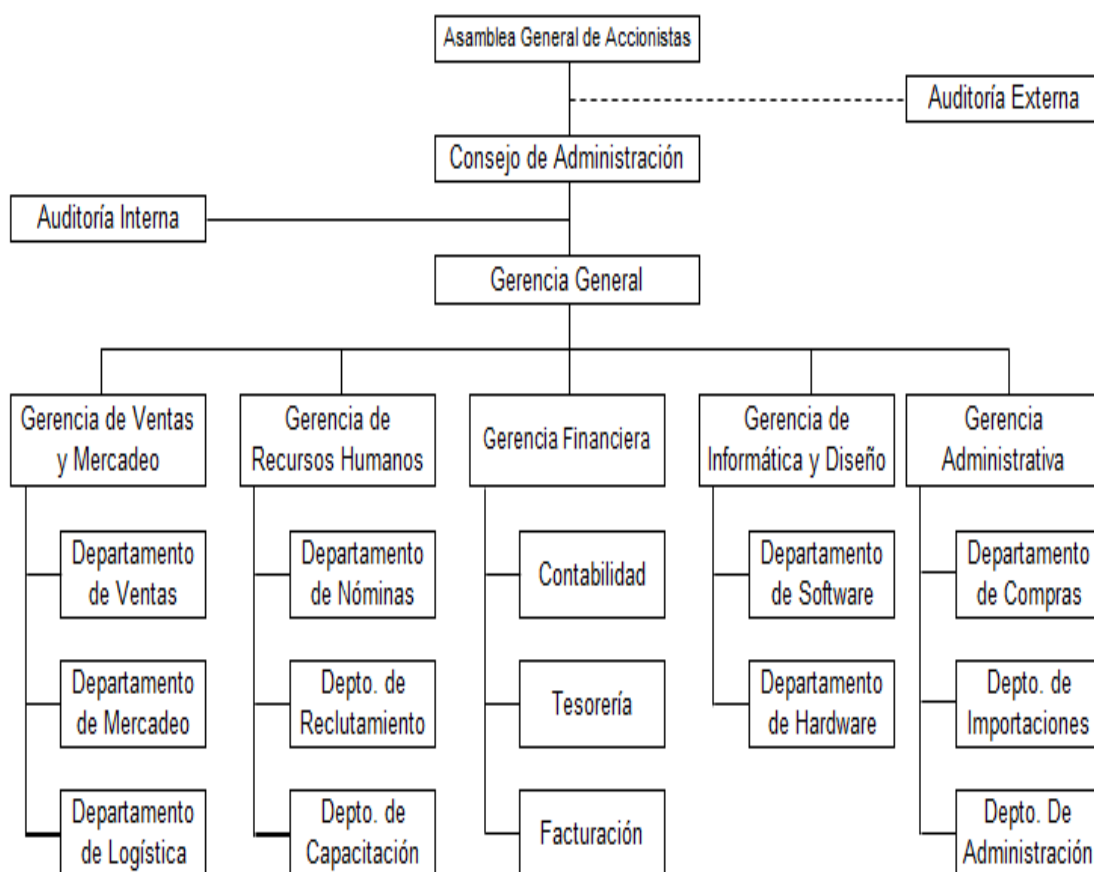 Asamblea General de Accionistas
Auditoría Externa
Consejo de Administración
Auditoría Interna
Gerencia General
Gerencia de Ventas
y Mercadeo
Gerencia de
Recursos Humanos
Gerencia Financiera
Gerencia de
Informática y Diseño
Gerencia
Administrativa
Departamento
de Ventas
Departamento
de Nóminas
Contabilidad
Departamento
de Software
Departamento
de Compras
Departamento
de Mercadeo
Depto. de
Reclutamiento
Tesorería
Departamento
de Hardware
Depto. de
Importaciones
Departamento
de Logística
Depto. de
Capacitación
Facturación
Depto. De
Administración